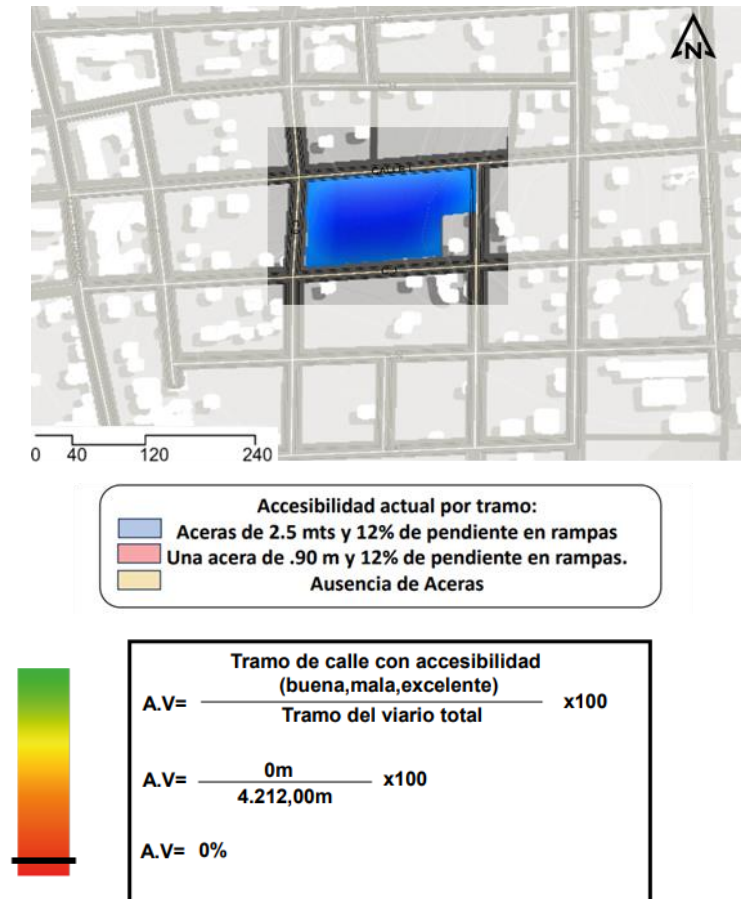 N
CALLE 1
0 40 120 240
Accesibilidad actual por tramo:
Aceras de 2.5 mts y 12% de pendiente en rampas
Una acera de .90 m y 12% de pendiente en rampas.
Ausencia de Aceras
Tramo de calle con accesibilidad
(buena,mala,excelente)
A.V= x100
Tramo del viario total
0m
A.V= x100
4.212,00m
A.V= 0%